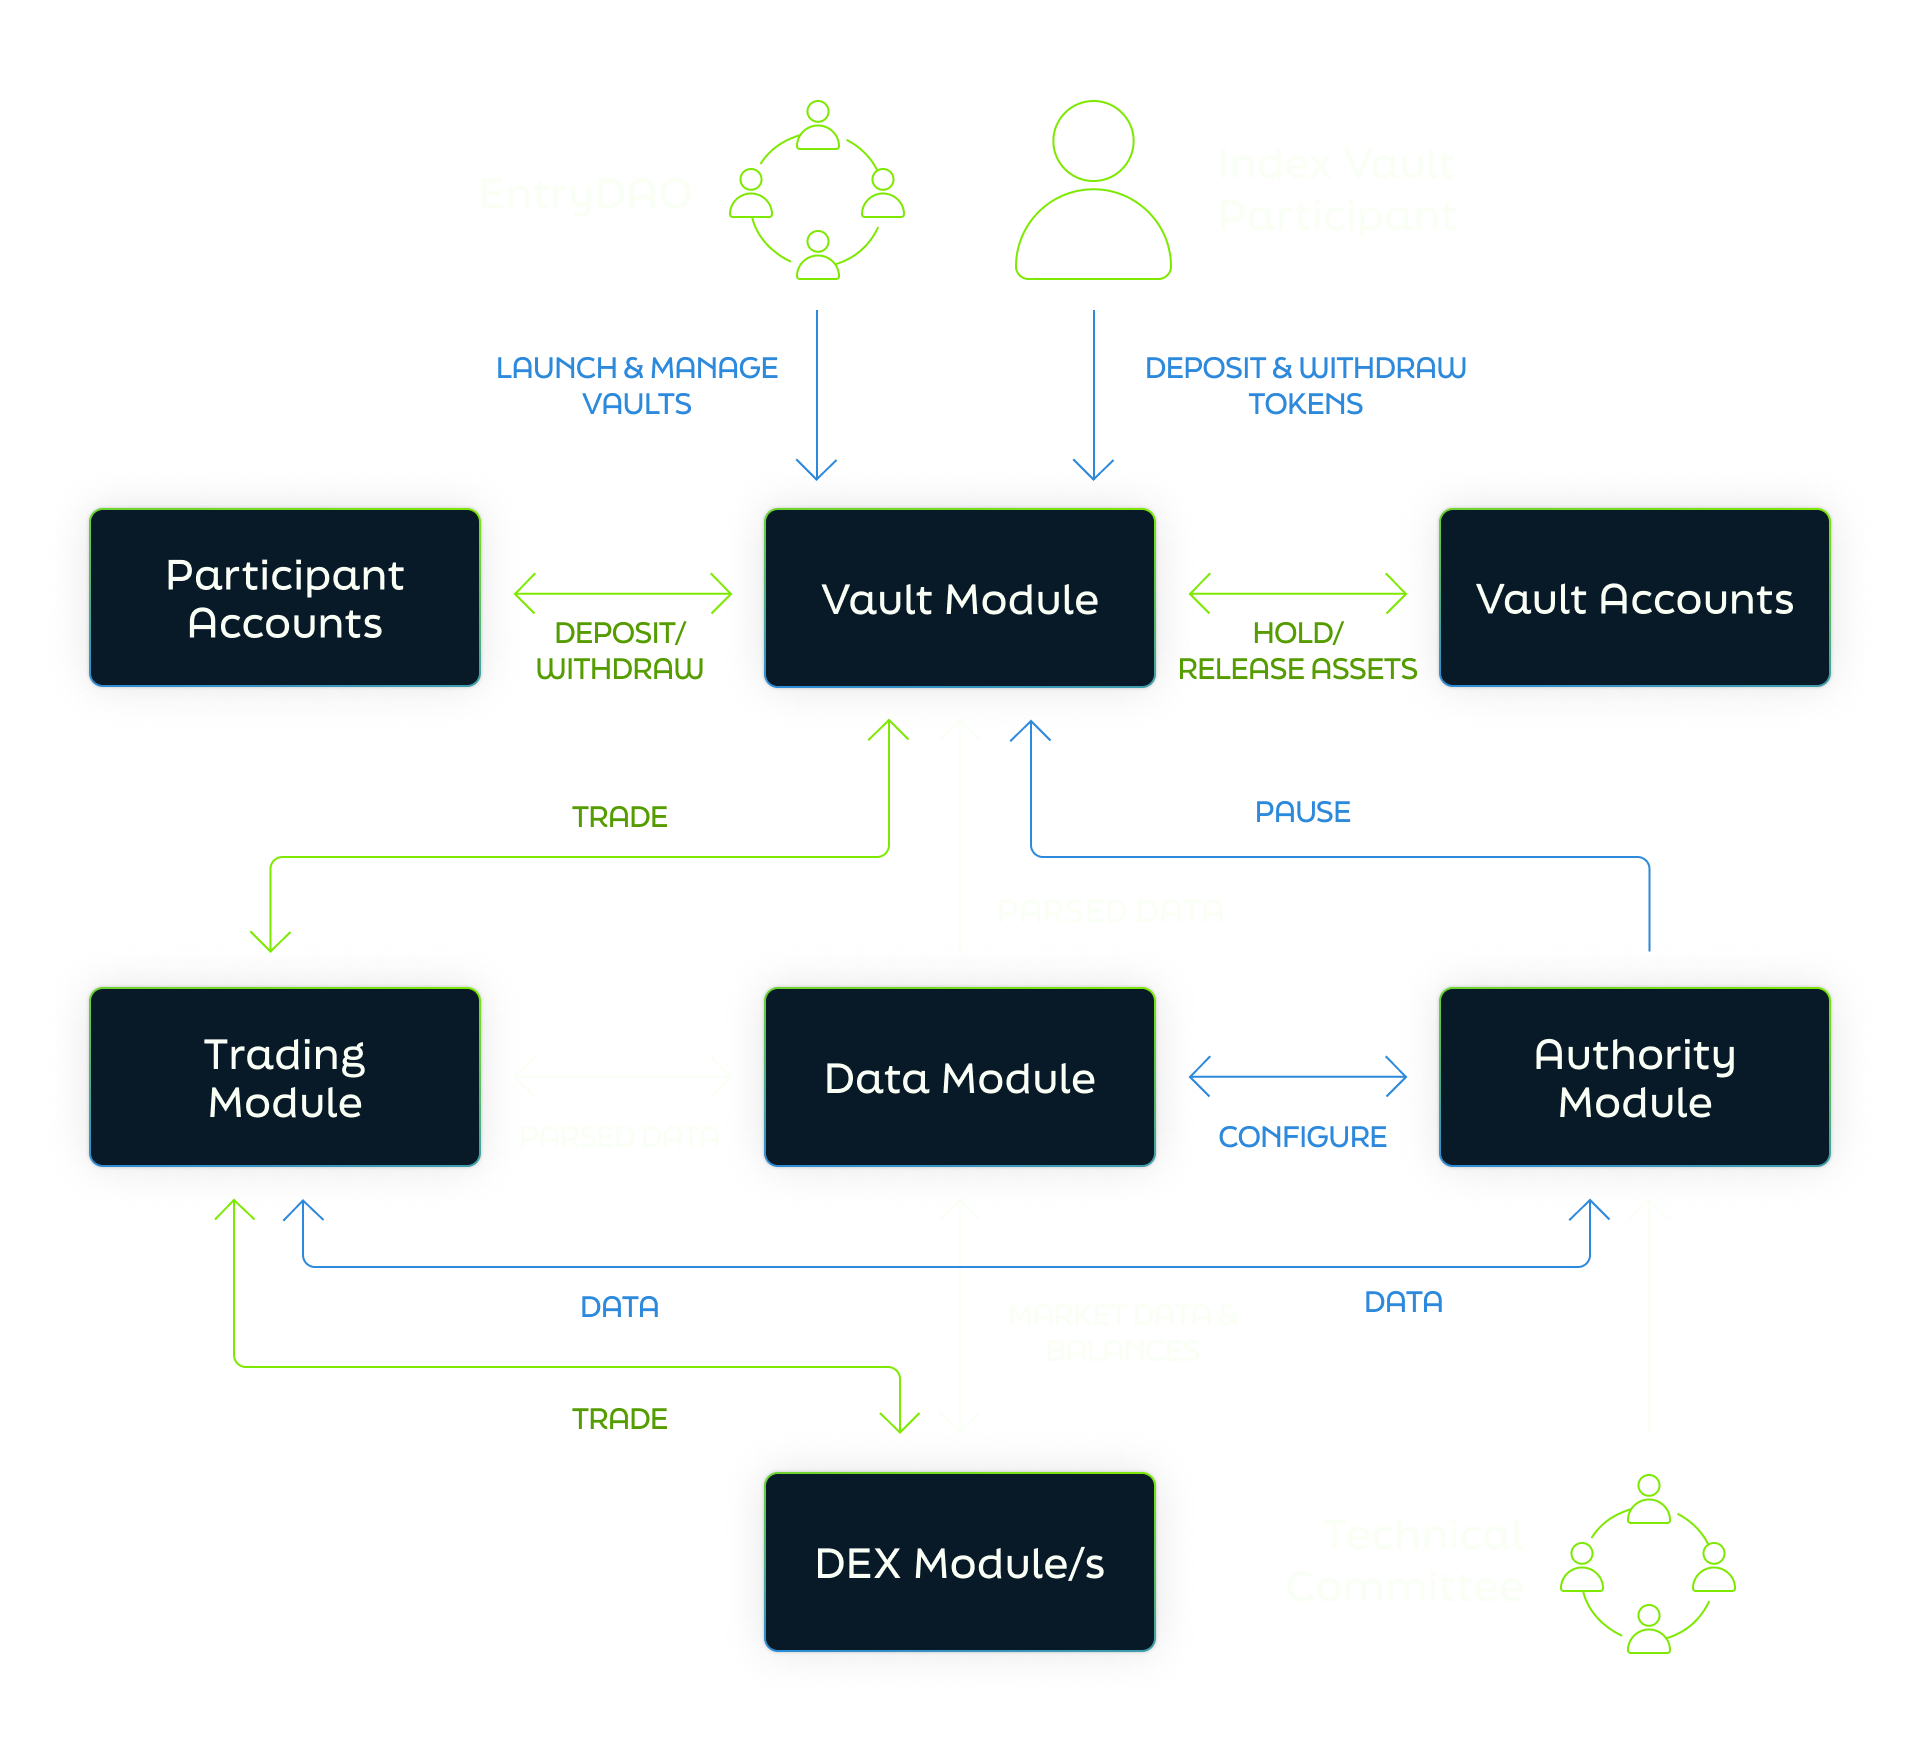 EntryDAO
Index Vault
Participant
LAUNCH & MANAGE
VAULTS
DEPOSIT & WITHDRAW
TOKENS
Participant
Accounts
DEPOSIT/
WITHDRAW
Vault Module
HOLD/
RELEASE ASSETS
Vault Accounts
TRADE
PAUSE
PARSED DATA
Trading
Module
PARSED DATA
Data Module
CONFIGURE
Authority
Module
DATA
MARKET DATA &
BALANCES
DATA
TRADE
DEX Module/s
Technical
Committee